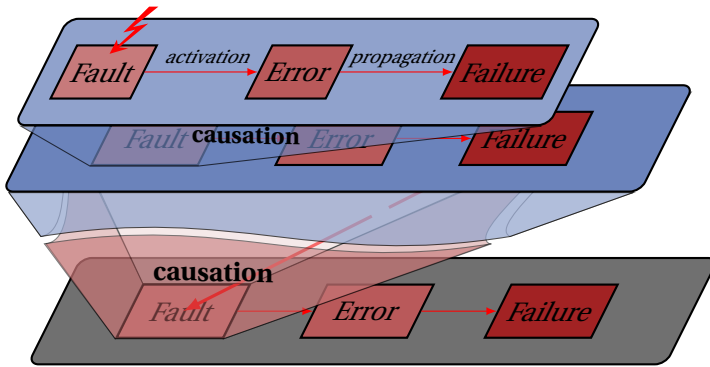 Fault activation Error propagation Failure
causation
Fault Error Failure
causation
Fault Error Failure